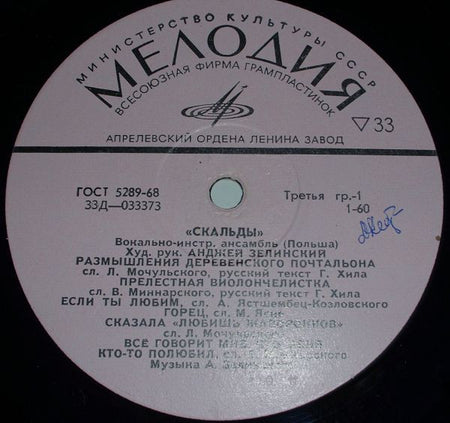 МИНИСТЕРСТВО КУЛЬТУРЫ СССР
МЕЛОДИЯ
ВСЕСОЮЗНАЯ ФИРМА ГРАМПЛАСТИНОК
АПРЕЛЕВСКИЙ ОРДЕНА ЛЕНИНА ЗАВОД
▽33
ГОСТ 5289-68
33Д—033373
Третья гр.-1
1-60
«СКАЛЬДЫ»
Вокально-инстр. ансамбль (Польша)
Худ. рук. АНДЖЕЙ ЗЕЛИНСКИЙ
РАЗМЫШЛЕНИЯ ДЕРЕВЕНСКОГО ПОЧТАЛЬОНА
сл. Л. Мочульского, русский текст Г. Хила
ПРЕЛЕСТНАЯ ВИОЛОНЧЕЛИСТКА
сл. В. Миннарского, русский текст Г. Хила
ЕСЛИ ТЫ ЛЮБИМ, сл. А. Ястшембец-Козловского
ГОРЕЦ, сл. М.
СКАЗАЛА «ЛЮБИШЬ
сл. Л.
ВСЕ ГОВОРИТ
КТО-ТО ПОЛЮБИЛ, сл.
Музыка А.